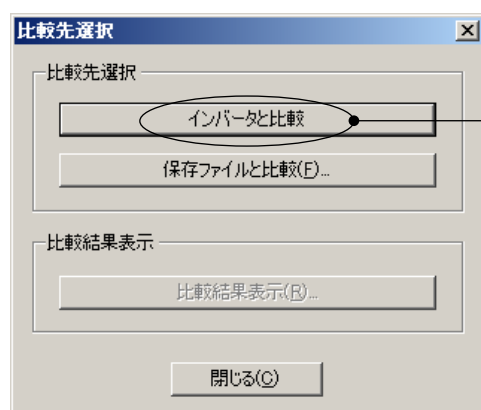 比較先選択
比較先選択
インバータと比較
保存ファイルと比較(F)...
比較結果表示
比較結果表示(R)...
閉じる(C)